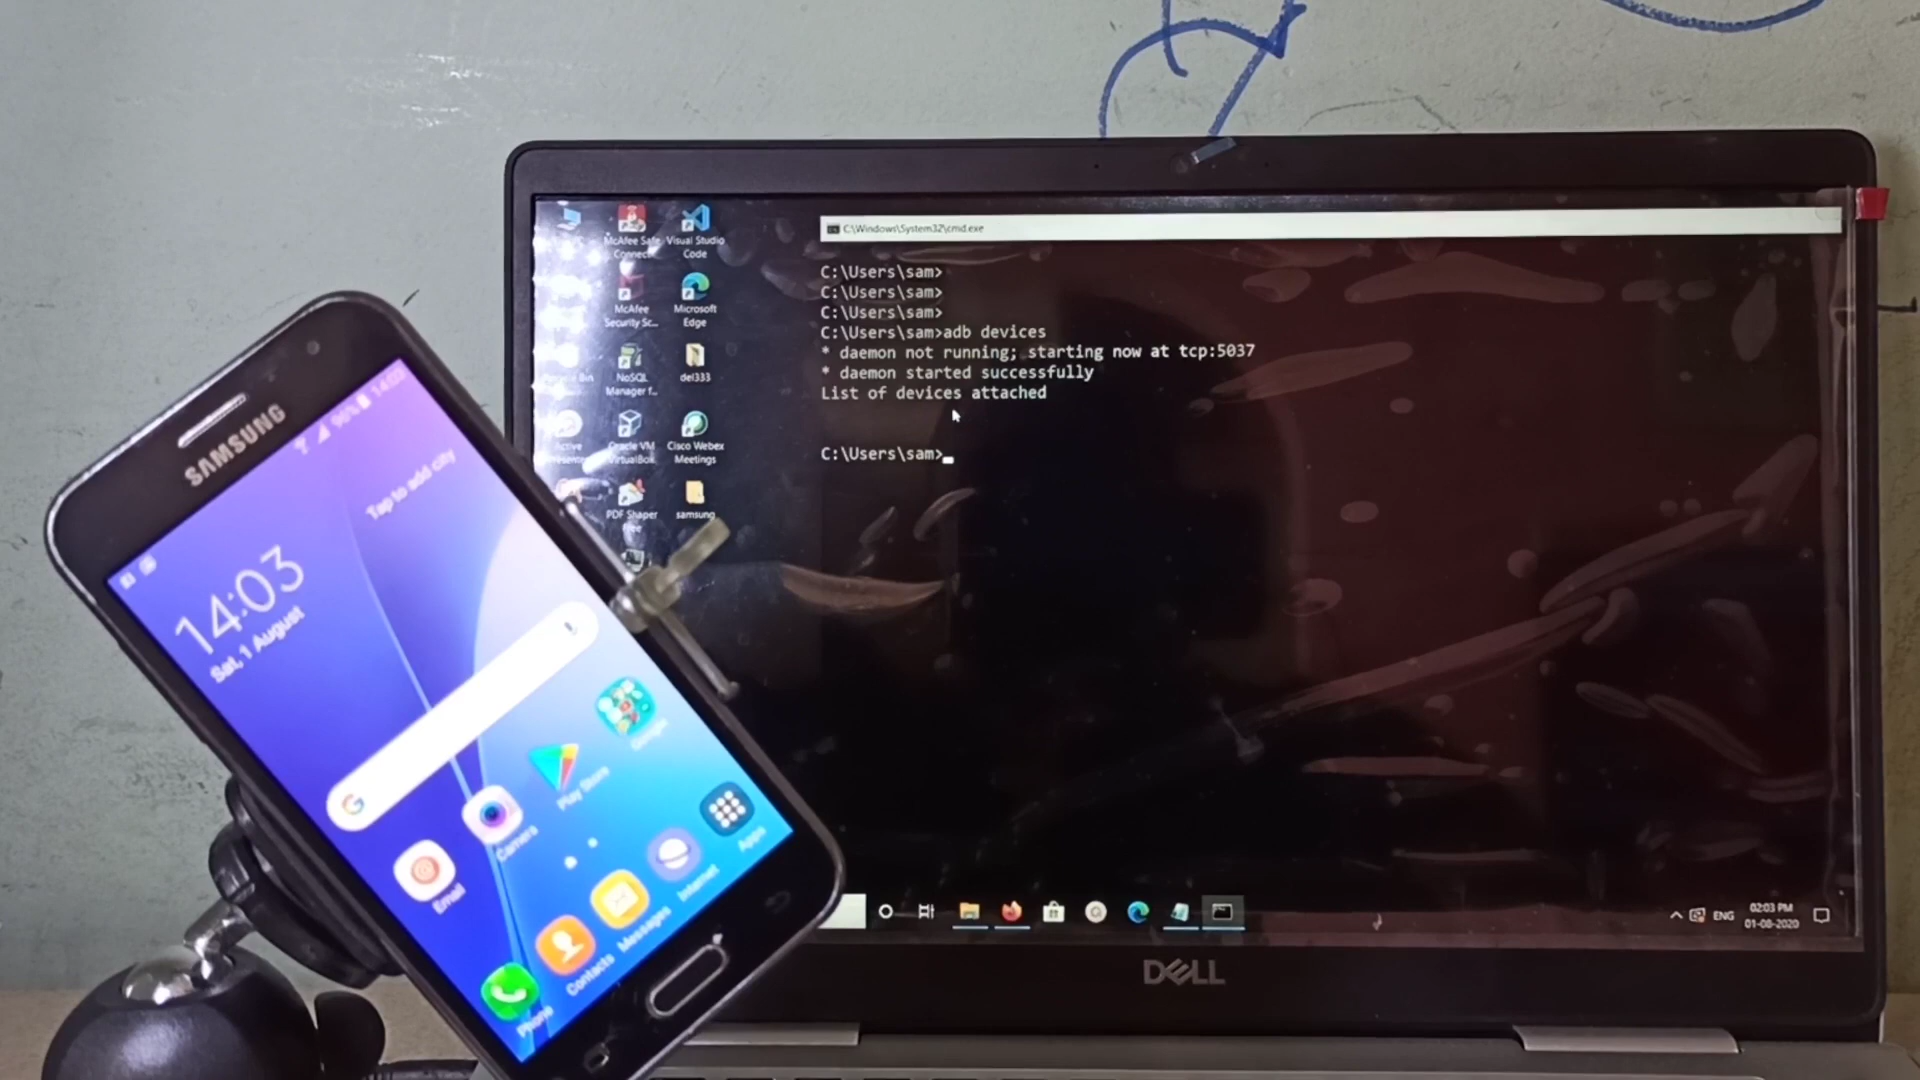 SAMSUNG
96% 14:03
Tap to add city
14:03
Sat, 1 August
Google
Play Store
Camera
Email
Apps
Internet
Messages
Contacts
Phone
McAfee Safe Connect
Visual Studio Code
McAfee Security Sc...
Microsoft Edge
NoSQL Manager f...
del333
Oracle VM VirtualBox
Cisco Webex Meetings
PDF Shaper Free
samsung
C:\Windows\System32\cmd.exe
C:\Users\sam>
C:\Users\sam>
C:\Users\sam>
C:\Users\sam>adb devices
* daemon not running; starting now at tcp:5037
* daemon started successfully
List of devices attached
C:\Users\sam>
ENG
02:03 PM
01-08-2020
DELL